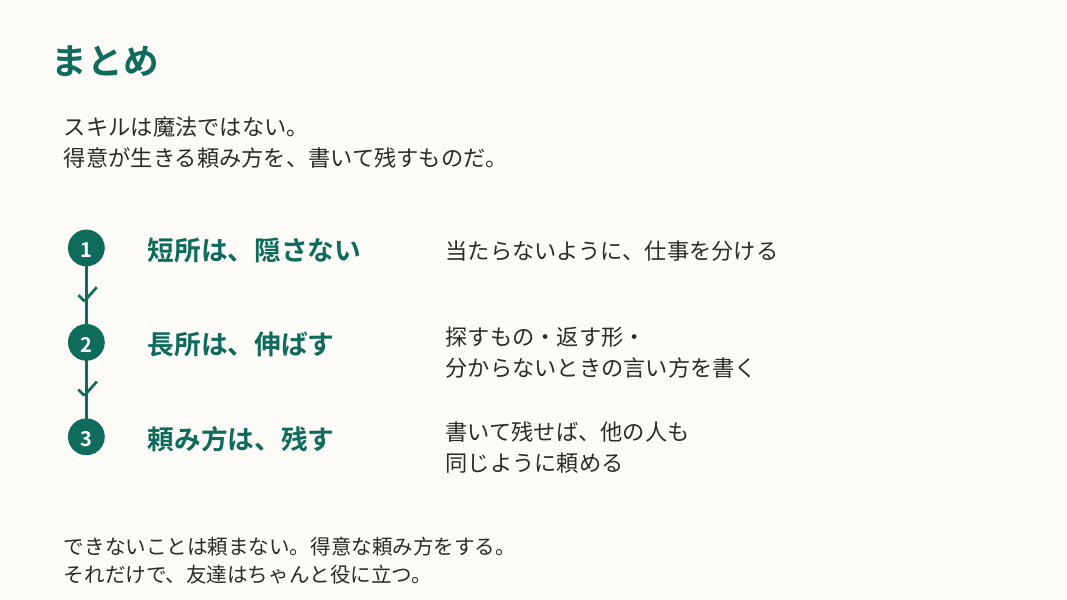 まとめ
スキルは魔法ではない。
得意が生きる頼み方を、書いて残すものだ。
1 短所は、隠さない 当たらないように、仕事を分ける
2 長所は、伸ばす 探すもの・返す形・
分からないときの言い方を書く
3 頼み方は、残す 書いて残せば、他の人も
同じように頼める
できないことは頼まない。得意な頼み方をする。
それだけで、友達はちゃんと役に立つ。